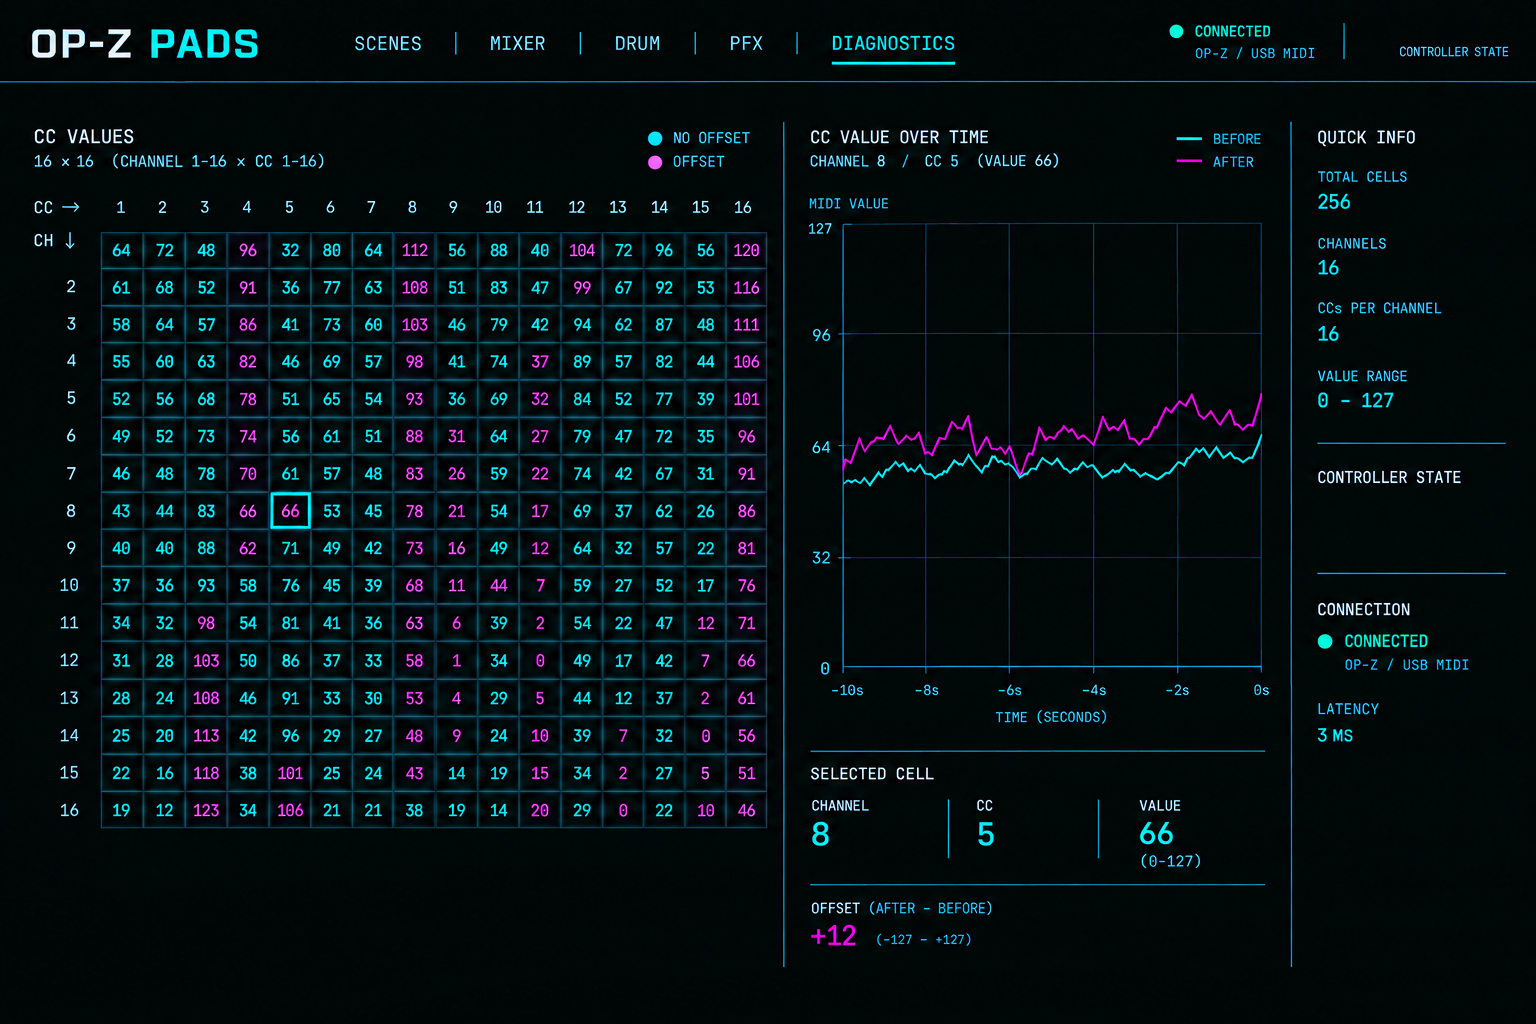 OP-Z PADS
SCENES | MIXER | DRUM | PFX | DIAGNOSTICS
CONNECTED
OP-Z / USB MIDI
CONTROLLER STATE
CC VALUES
16 × 16 (CHANNEL 1-16 × CC 1-16)
NO OFFSET
OFFSET
CC → 1 2 3 4 5 6 7 8 9 10 11 12 13 14 15 16
CH ↓ 64 72 48 96 32 80 64 112 56 88 40 104 72 96 56 120
2 61 68 52 91 36 77 63 108 51 83 47 99 67 92 53 116
3 58 64 57 86 41 73 60 103 46 79 42 94 62 87 48 111
4 55 60 63 82 46 69 57 98 41 74 37 89 57 82 44 106
5 52 56 68 78 51 65 54 93 36 69 32 84 52 77 39 101
6 49 52 73 74 56 61 51 88 31 64 27 79 47 72 35 96
7 46 48 78 70 61 57 48 83 26 59 22 74 42 67 31 91
8 43 44 83 66 66 53 45 78 21 54 17 69 37 62 26 86
9 40 40 88 62 71 49 42 73 16 49 12 64 32 57 22 81
10 37 36 93 58 76 45 39 68 11 44 7 59 27 52 17 76
11 34 32 98 54 81 41 36 63 6 39 2 54 22 47 12 71
12 31 28 103 50 86 37 33 58 1 34 0 49 17 42 7 66
13 28 24 108 46 91 33 30 53 4 29 5 44 12 37 2 61
14 25 20 113 42 96 29 27 48 9 24 10 39 7 32 0 56
15 22 16 118 38 101 25 24 43 14 19 15 34 2 27 5 51
16 19 12 123 34 106 21 21 38 19 14 20 29 0 22 10 46
CC VALUE OVER TIME
CHANNEL 8 / CC 5 (VALUE 66)
BEFORE
AFTER
MIDI VALUE
127
96
64
32
0
-10s -8s -6s -4s -2s 0s
TIME (SECONDS)
SELECTED CELL
CHANNEL CC VALUE
8 5 66
(0-127)
OFFSET (AFTER - BEFORE)
+12 (-127 - +127)
QUICK INFO
TOTAL CELLS
256
CHANNELS
16
CCs PER CHANNEL
16
VALUE RANGE
0 - 127
CONTROLLER STATE
CONNECTION
CONNECTED
OP-Z / USB MIDI
LATENCY
3 MS